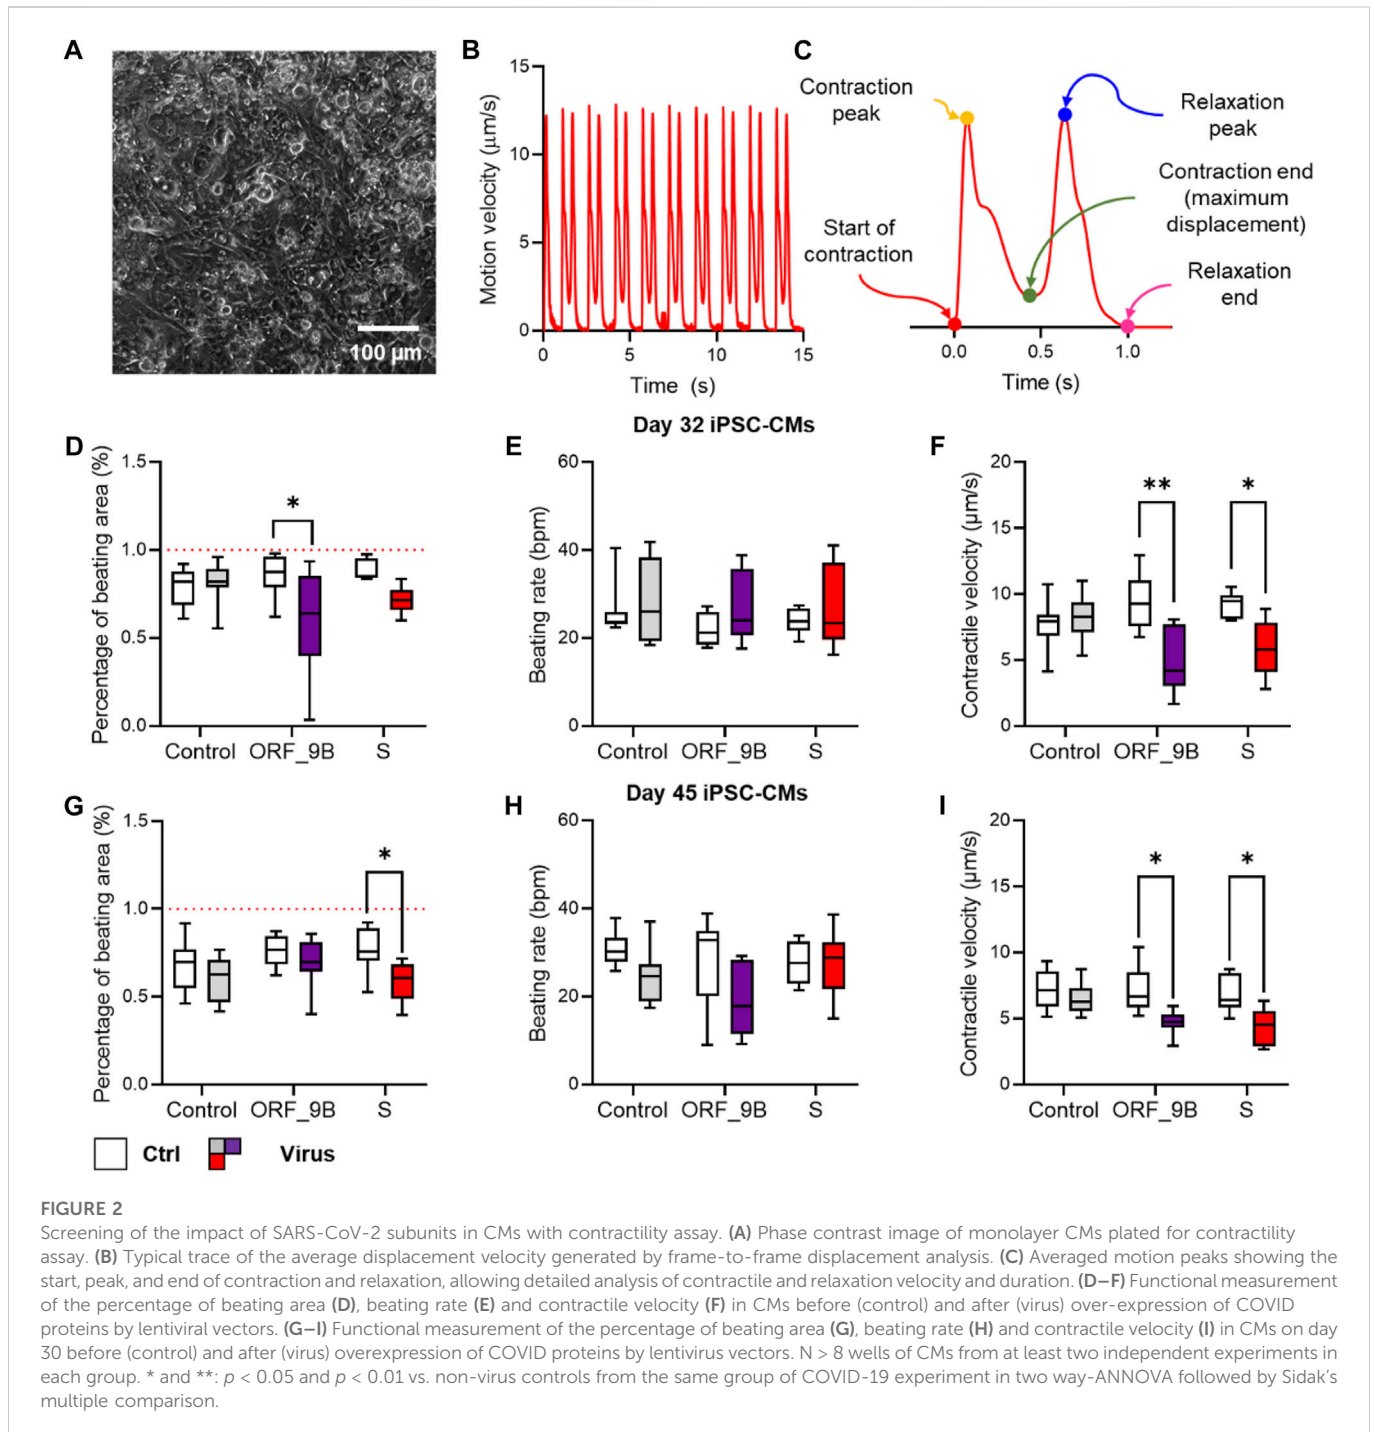 A
100 µm
B
15
10
5
0
Motion velocity (µm/s)
0 5 10 15
Time (s)
C
Contraction
peak
Start of
contraction
Relaxation
peak
Contraction end
(maximum
displacement)
Relaxation
end
0.0 0.5 1.0
Time (s)
Day 32 iPSC-CMs
D
Percentage of beating area (%)
1.5
1.0
0.5
0.0
*
Control ORF_9B S
E
Beating rate (bpm)
60
40
20
0
Control ORF_9B S
F
Contractile velocity (µm/s)
20
15
10
5
0
** *
Control ORF_9B S
Day 45 iPSC-CMs
G
Percentage of beating area (%)
1.5
1.0
0.5
0.0
*
Control ORF_9B S
H
Beating rate (bpm)
60
40
20
0
Control ORF_9B S
I
Contractile velocity (µm/s)
20
15
10
5
0
* *
Control ORF_9B S
Ctrl Virus
FIGURE 2
Screening of the impact of SARS-CoV-2 subunits in CMs with contractility assay. (A) Phase contrast image of monolayer CMs plated for contractility
assay. (B) Typical trace of the average displacement velocity generated by frame-to-frame displacement analysis. (C) Averaged motion peaks showing the
start, peak, and end of contraction and relaxation, allowing detailed analysis of contractile and relaxation velocity and duration. (D–F) Functional measurement
of the percentage of beating area (D), beating rate (E) and contractile velocity (F) in CMs before (control) and after (virus) over-expression of COVID
proteins by lentiviral vectors. (G–I) Functional measurement of the percentage of beating area (G), beating rate (H) and contractile velocity (I) in CMs on day
30 before (control) and after (virus) overexpression of COVID proteins by lentivirus vectors. N > 8 wells of CMs from at least two independent experiments in
each group. * and **: p < 0.05 and p < 0.01 vs. non-virus controls from the same group of COVID-19 experiment in two way-ANNOVA followed by Sidak's
multiple comparison.